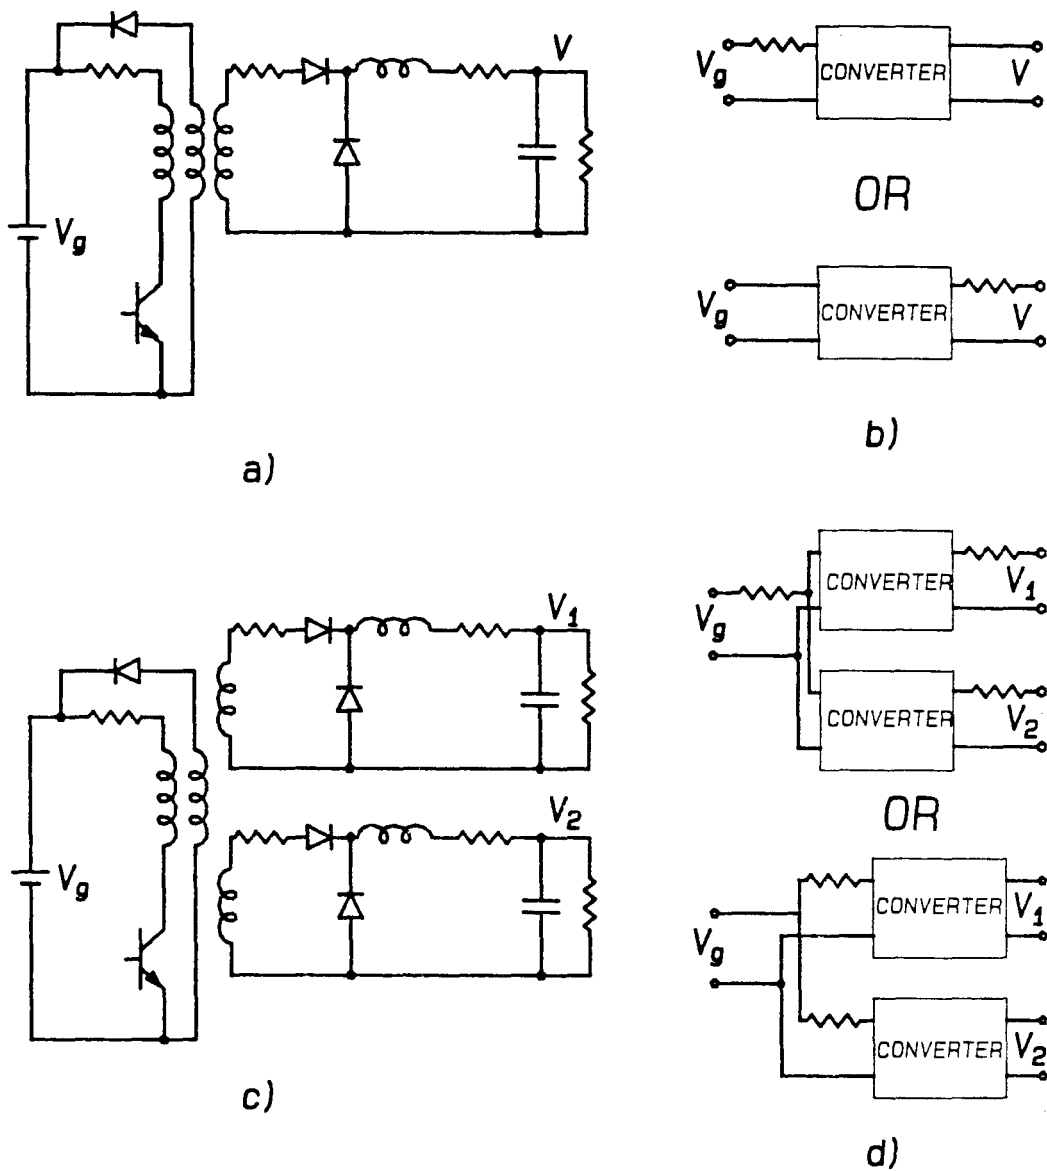 V
V_g
a)
V_g
CONVERTER
V
OR
V_g
CONVERTER
V
b)
V_1
V_2
V_g
c)
V_g
CONVERTER
V_1
CONVERTER
V_2
OR
V_g
CONVERTER
V_1
CONVERTER
V_2
d)